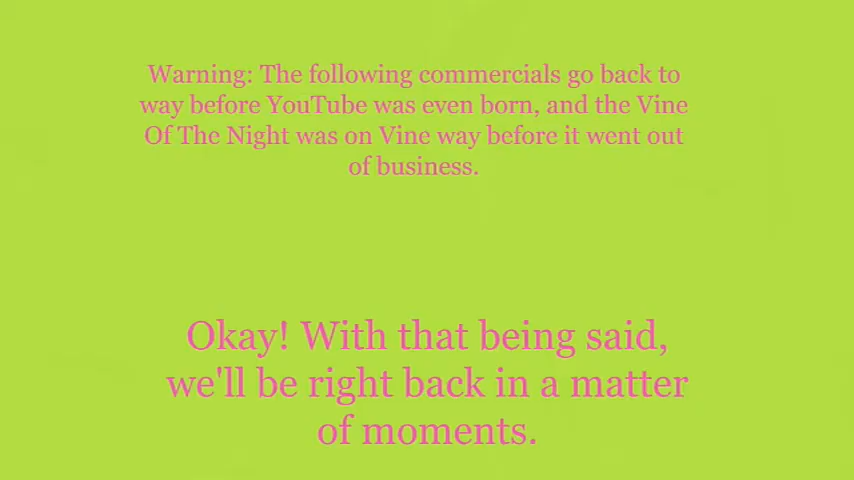 Warning: The following commercials go back to
way before YouTube was even born, and the Vine
Of The Night was on Vine way before it went out
of business.
Okay! With that being said,
we'll be right back in a matter
of moments.